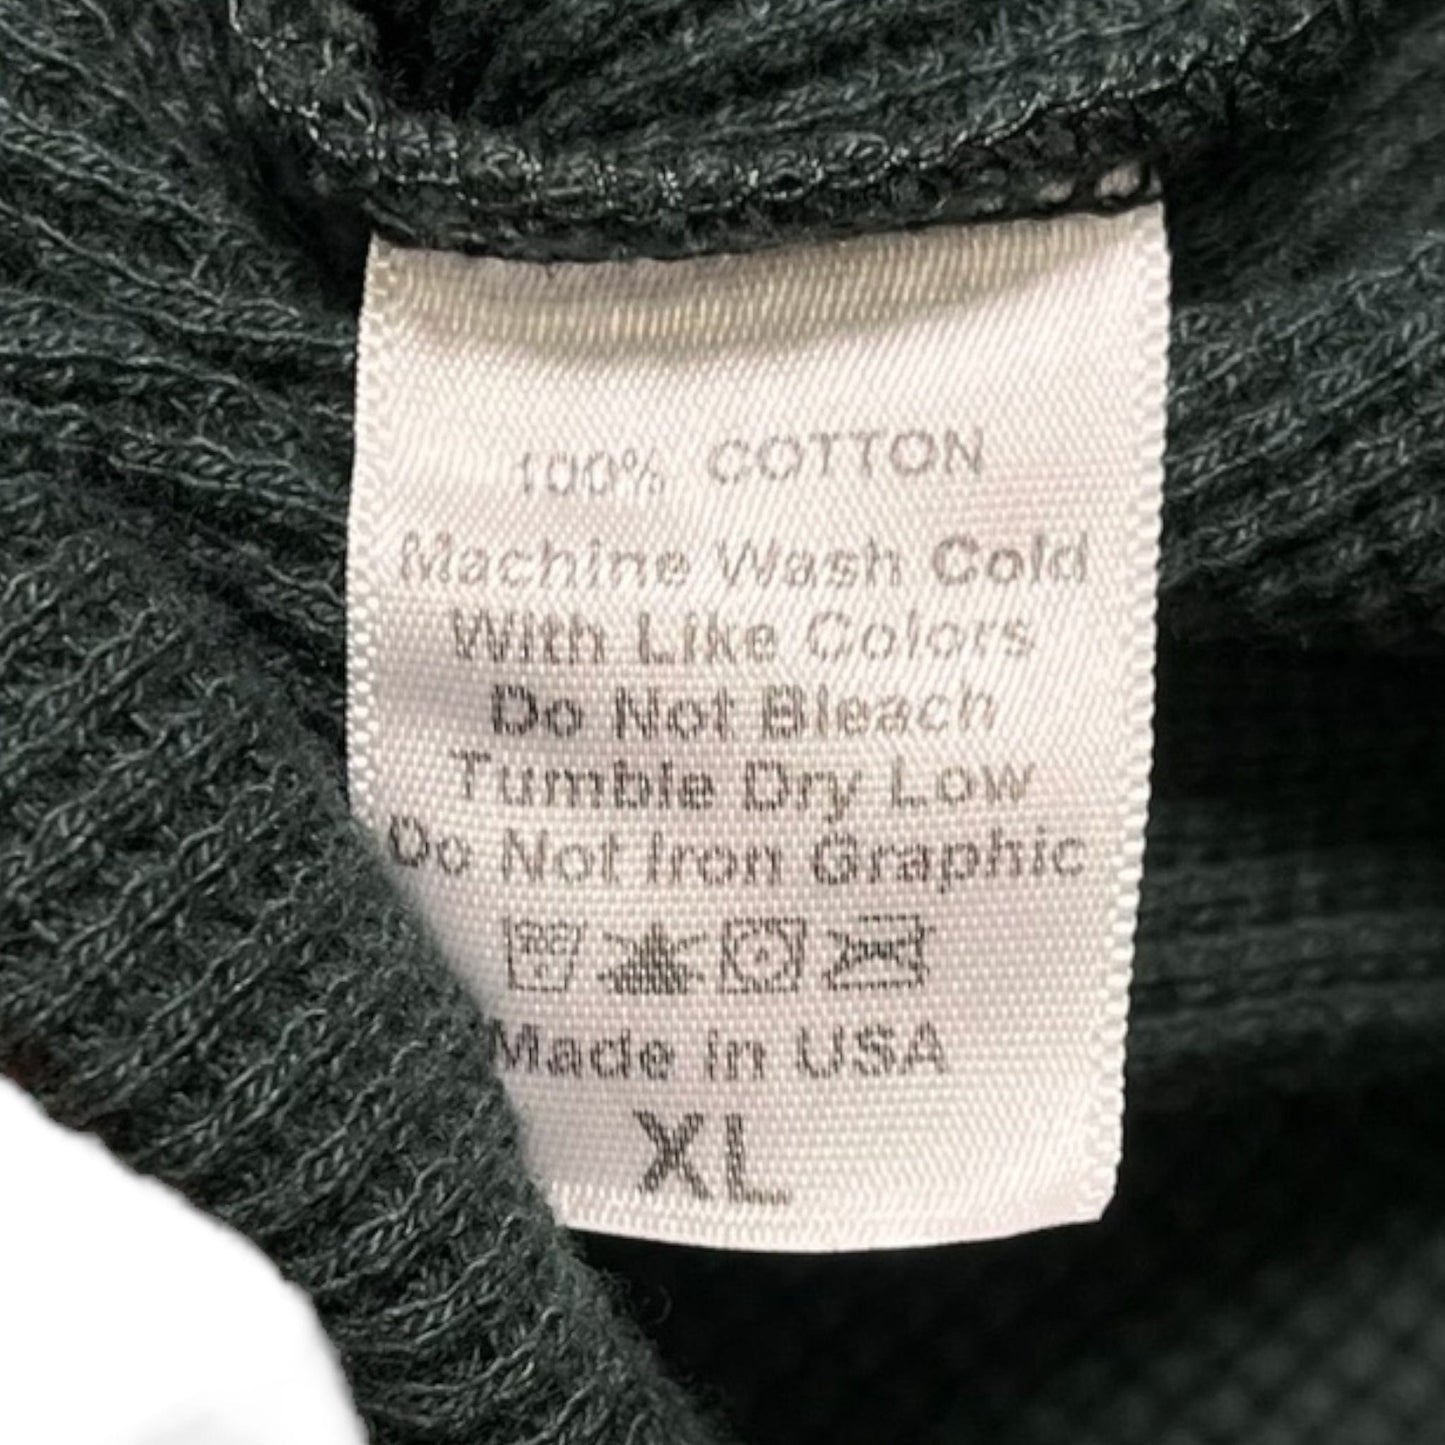 100% COTTON
Machine Wash Cold
With Like Colors
Do Not Bleach
Tumble Dry Low
Do Not Iron Graphic
Made in USA
XL